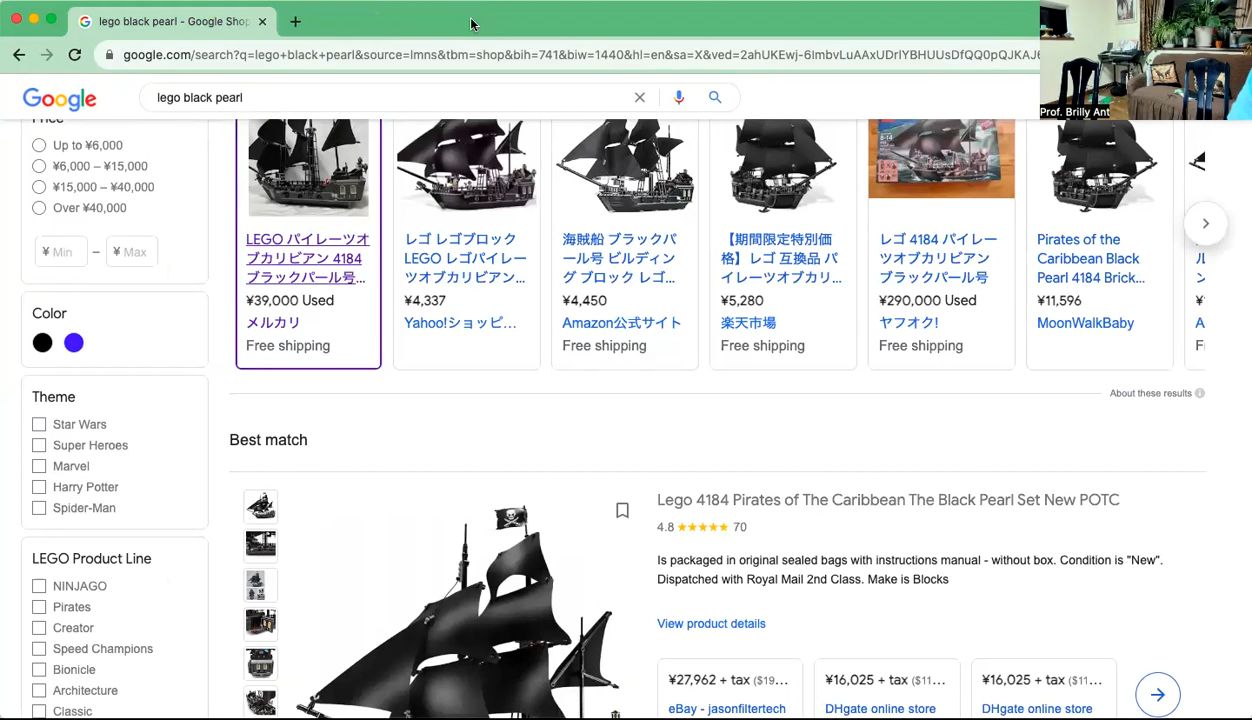 lego black pearl - Google Shop
google.com/search?q=lego+black+pearl&source=lmns&tbm=shop&bih=741&biw=1440&hl=en&sa=X&ved=2ahUKEwj-6ImbvLuAAxUDrlYBHUUsDfQQ0pQJKAJ6
Prof. Brilly Ant
Google
lego black pearl
Price
Up to ¥6,000
¥6,000 – ¥15,000
¥15,000 – ¥40,000
Over ¥40,000
¥ Min – ¥ Max
Color
Theme
Star Wars
Super Heroes
Marvel
Harry Potter
Spider-Man
LEGO Product Line
NINJAGO
Pirates
Creator
Speed Champions
Bionicle
Architecture
Classic
LEGO パイレーツオ
ブカリビアン 4184
ブラックパール号...
¥39,000 Used
メルカリ
Free shipping
レゴ レゴブロック
LEGO レゴパイレー
ツオブカリビアン...
¥4,337
Yahoo!ショッピ...
海賊船 ブラックパ
ール号 ビルディン
グ ブロック レゴ...
¥4,450
Amazon公式サイト
Free shipping
【期間限定特別価
格】レゴ 互換品 パ
イレーツオブカリ...
¥5,280
楽天市場
Free shipping
8-14
4184
レゴ 4184 パイレー
ツオブカリビアン
ブラックパール号
¥290,000 Used
ヤフオク!
Free shipping
Pirates of the
Caribbean Black
Pearl 4184 Brick...
¥11,596
MoonWalkBaby
About these results
Best match
Lego 4184 Pirates of The Caribbean The Black Pearl Set New POTC
4.8 ★★★★★ 70
Is packaged in original sealed bags with instructions manual - without box. Condition is "New".
Dispatched with Royal Mail 2nd Class. Make is Blocks
View product details
¥27,962 + tax ($19...
eBay - jasonfiltertech
¥16,025 + tax ($11...
DHgate online store
¥16,025 + tax ($11...
DHgate online store